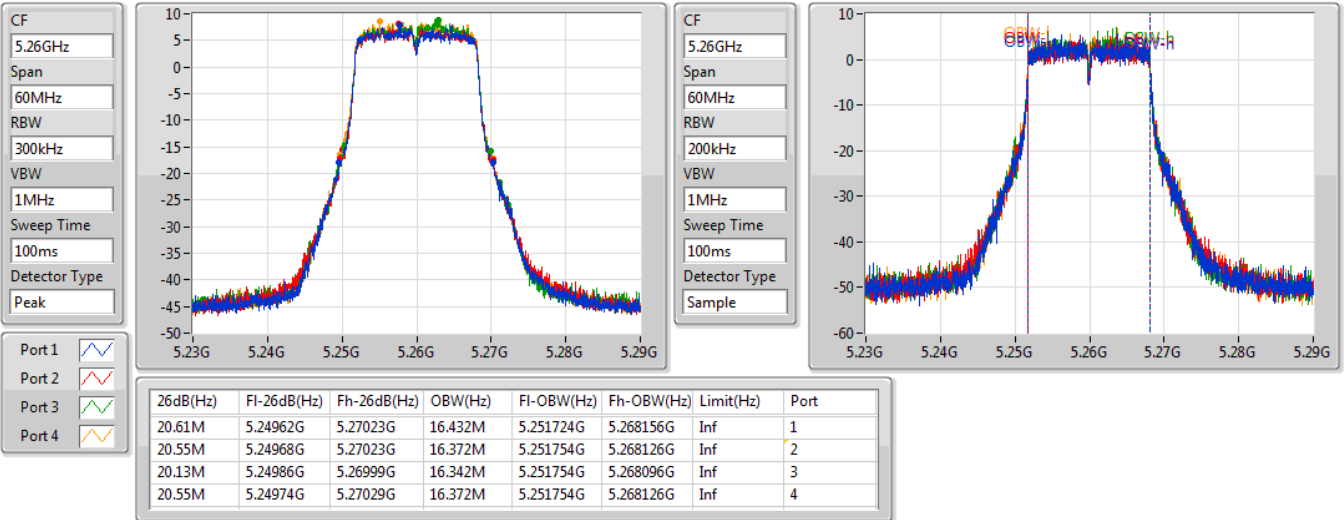 CF
5.26GHz
Span
60MHz
RBW
300kHz
VBW
1MHz
Sweep Time
100ms
Detector Type
Peak
10
5
0
-5
-10
-15
-20
-25
-30
-35
-40
-45
-50
5.23G 5.24G 5.25G 5.26G 5.27G 5.28G 5.29G
CF
5.26GHz
Span
60MHz
RBW
200kHz
VBW
1MHz
Sweep Time
100ms
Detector Type
Sample
10
0
-10
-20
-30
-40
-50
-60
5.23G 5.24G 5.25G 5.26G 5.27G 5.28G 5.29G
Port 1
Port 2
Port 3
Port 4
26dB(Hz) Fl-26dB(Hz) Fh-26dB(Hz) OBW(Hz) Fl-OBW(Hz) Fh-OBW(Hz) Limit(Hz) Port
20.61M 5.24962G 5.27023G 16.432M 5.251724G 5.268156G Inf 1
20.55M 5.24968G 5.27023G 16.372M 5.251754G 5.268126G Inf 2
20.13M 5.24986G 5.26999G 16.342M 5.251754G 5.268096G Inf 3
20.55M 5.24974G 5.27029G 16.372M 5.251754G 5.268126G Inf 4